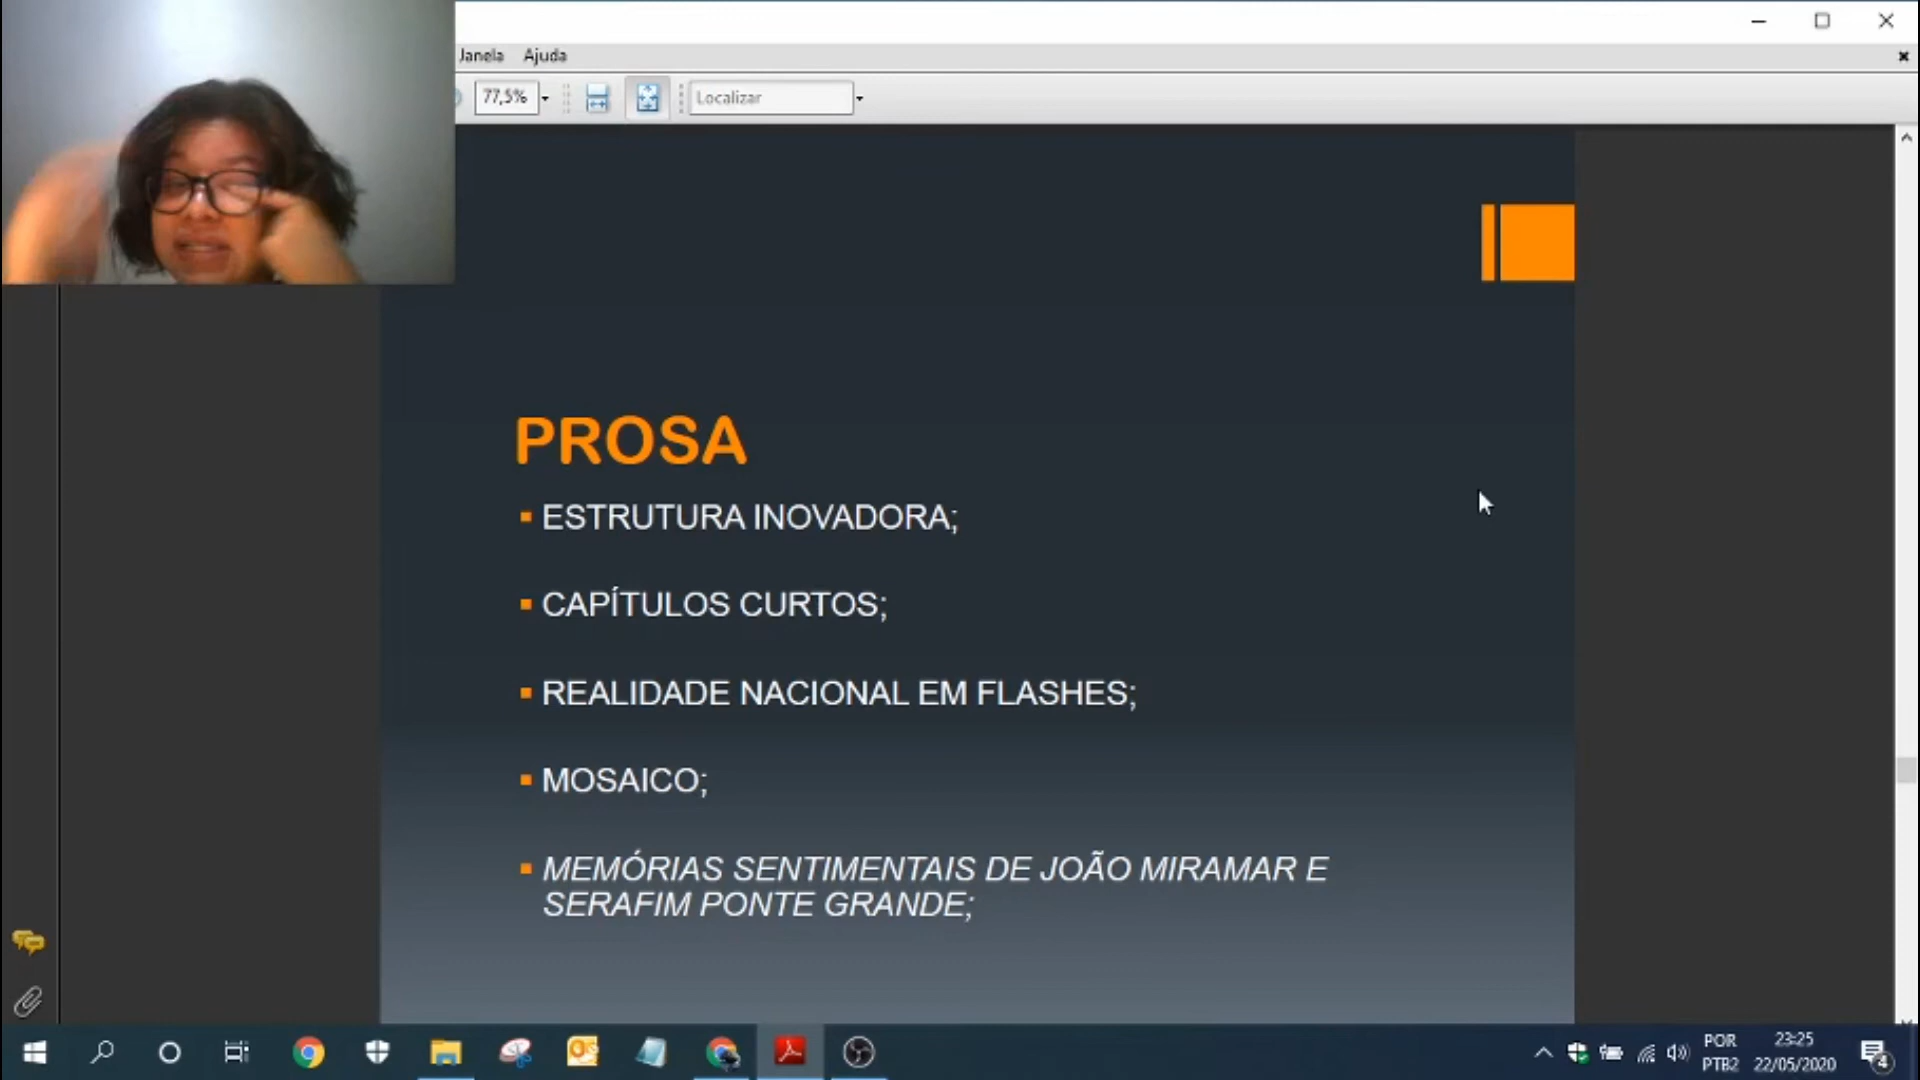 Janela Ajuda
77,5%
Localizar
PROSA
ESTRUTURA INOVADORA;
CAPÍTULOS CURTOS;
REALIDADE NACIONAL EM FLASHES;
MOSAICO;
MEMÓRIAS SENTIMENTAIS DE JOÃO MIRAMAR E
SERAFIM PONTE GRANDE;
POR 23:25
PTB2 22/05/2020
4